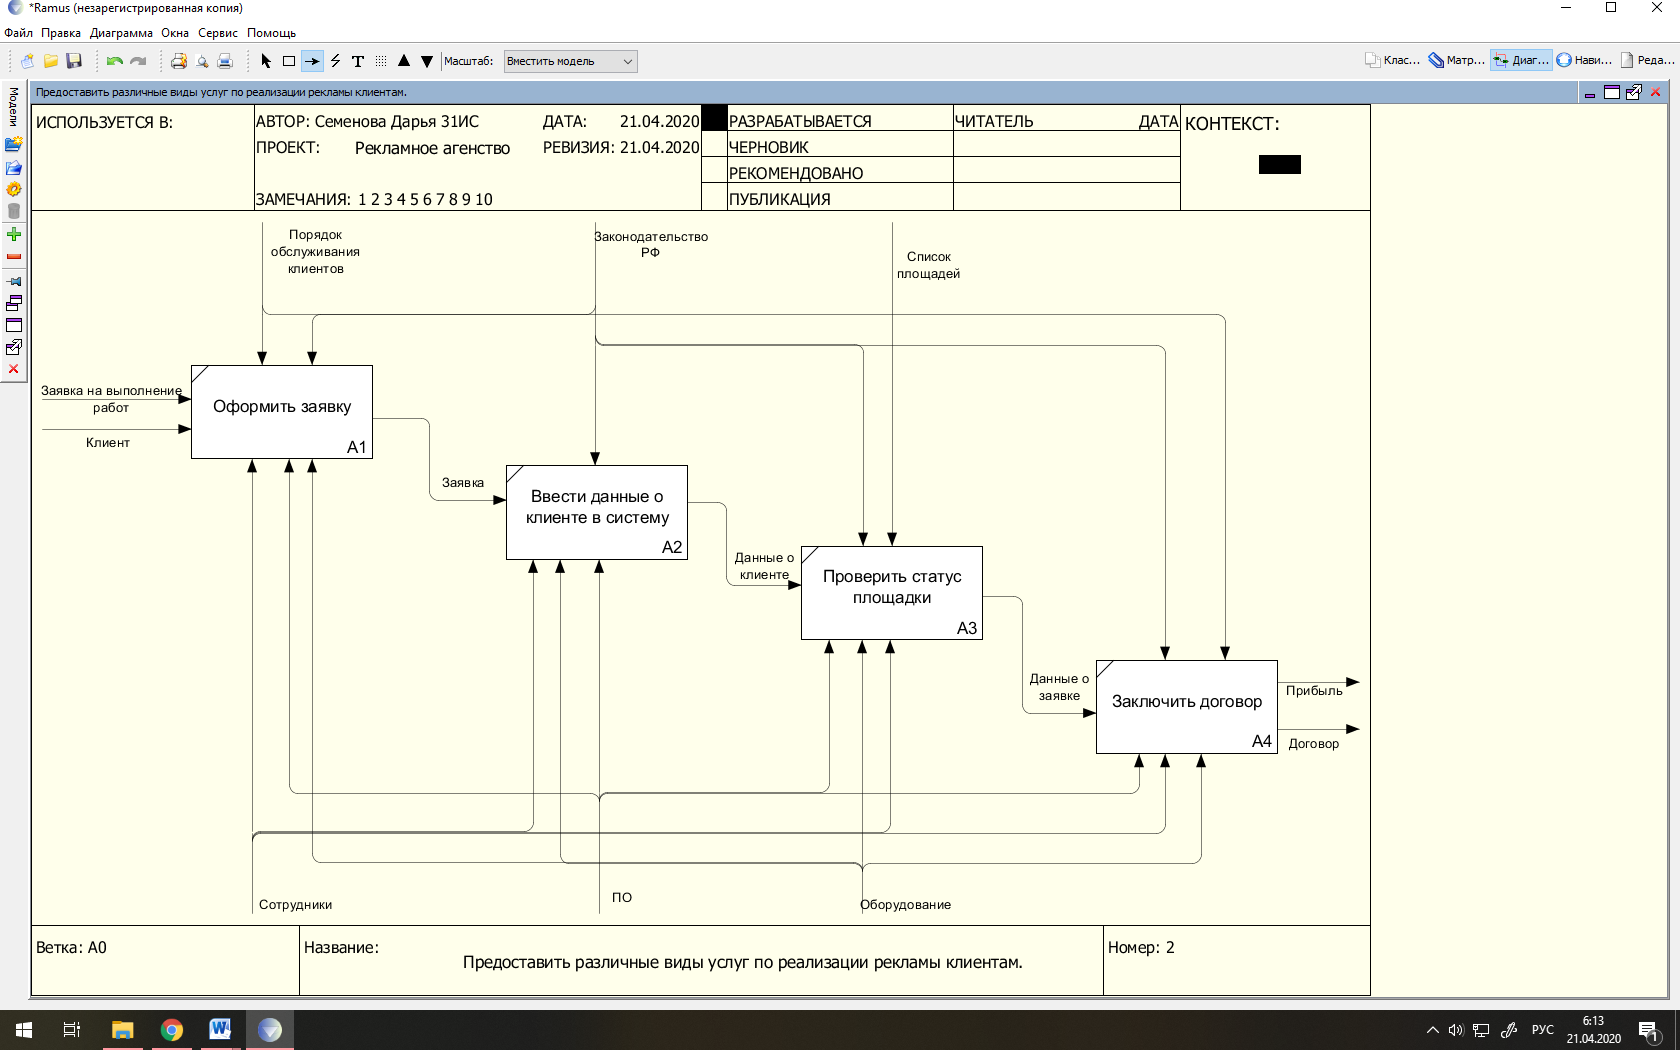 *Ramus (незарегистрированная копия)
Файл Правка Диаграмма Окна Сервис Помощь
Масштаб: Вместить модель Клас... Матр... Диаг... Нави... Реда...
Модели
Предоставить различные виды услуг по реализации рекламы клиентам.
ИСПОЛЬЗУЕТСЯ В:
АВТОР: Семенова Дарья 31ИС ДАТА: 21.04.2020
ПРОЕКТ: Рекламное агенство РЕВИЗИЯ: 21.04.2020
ЗАМЕЧАНИЯ: 1 2 3 4 5 6 7 8 9 10
РАЗРАБАТЫВАЕТСЯ
ЧЕРНОВИК
РЕКОМЕНДОВАНО
ПУБЛИКАЦИЯ
ЧИТАТЕЛЬ ДАТА
КОНТЕКСТ:
Порядок
обслуживания
клиентов
Законодательство
РФ
Список
площадей
Заявка на выполнение
работ
Клиент
Оформить заявку
A1
Заявка
Ввести данные о
клиенте в систему
A2
Данные о
клиенте
Проверить статус
площадки
A3
Данные о
заявке
Заключить договор
A4
Прибыль
Договор
Сотрудники
ПО
Оборудование
Ветка: A0
Название:
Предоставить различные виды услуг по реализации рекламы клиентам.
Номер: 2
РУС
6:13
21.04.2020
1